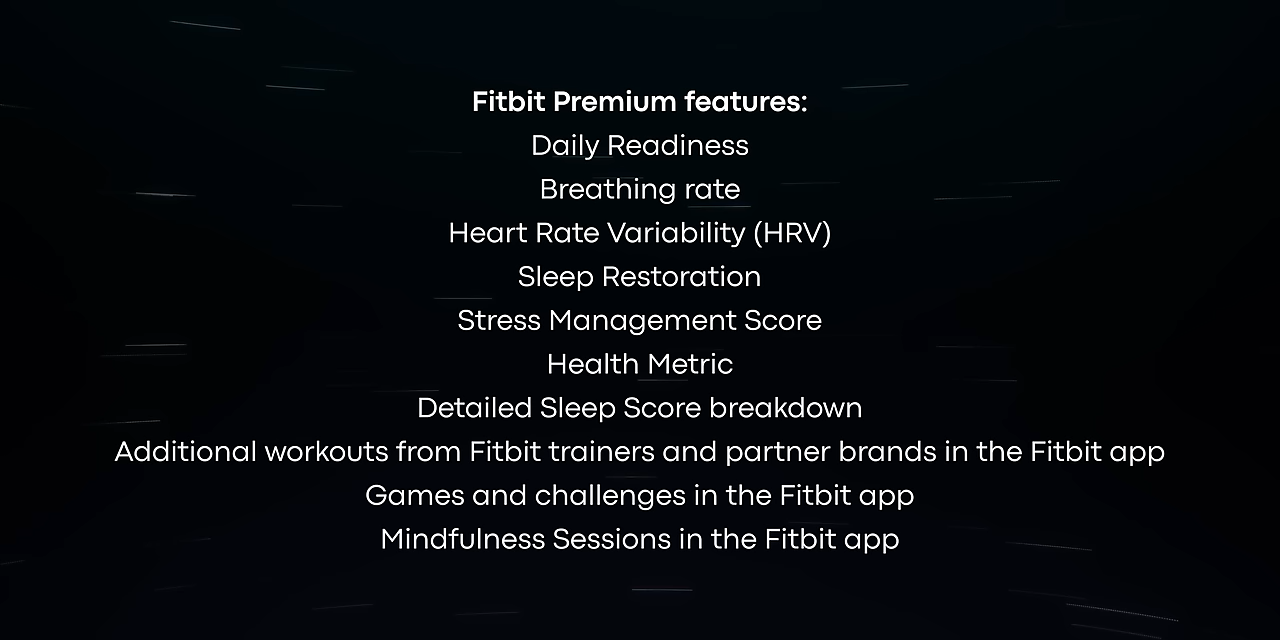 Fitbit Premium features:
Daily Readiness
Breathing rate
Heart Rate Variability (HRV)
Sleep Restoration
Stress Management Score
Health Metric
Detailed Sleep Score breakdown
Additional workouts from Fitbit trainers and partner brands in the Fitbit app
Games and challenges in the Fitbit app
Mindfulness Sessions in the Fitbit app